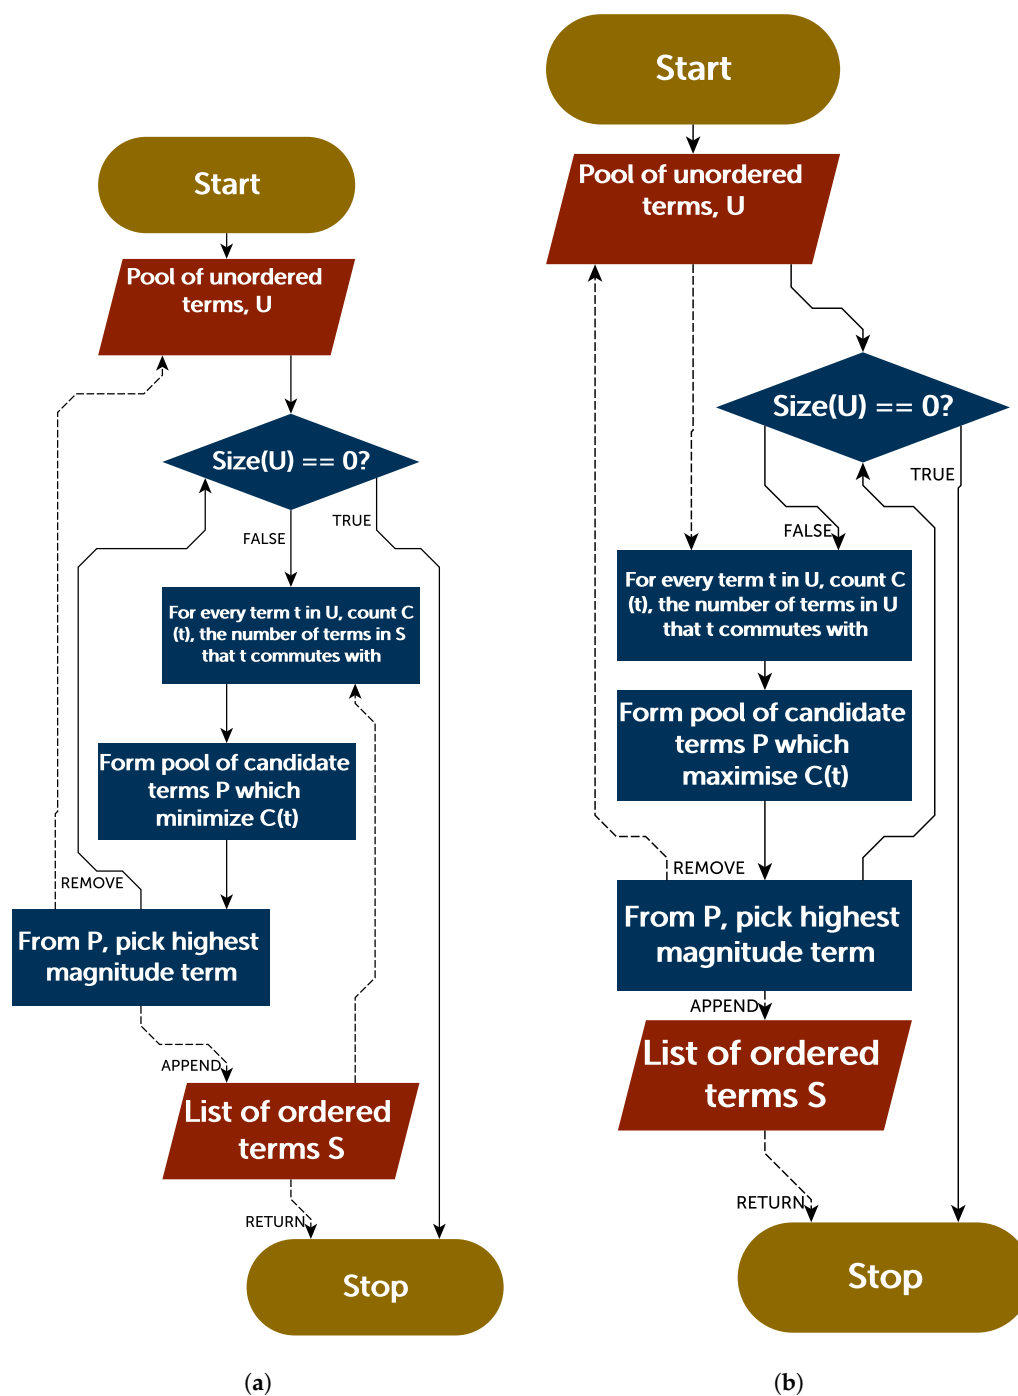 Start
Pool of unordered
terms, U
Size(U) == 0?
TRUE
FALSE
For every term t in U, count C
(t), the number of terms in S
that t commutes with
Form pool of candidate
terms P which
minimize C(t)
REMOVE
From P, pick highest
magnitude term
APPEND
List of ordered
terms S
RETURN
Stop
(a)
Start
Pool of unordered
terms, U
Size(U) == 0?
TRUE
FALSE
For every term t in U, count C
(t), the number of terms in U
that t commutes with
Form pool of candidate
terms P which
maximise C(t)
REMOVE
From P, pick highest
magnitude term
APPEND
List of ordered
terms S
RETURN
Stop
(b)